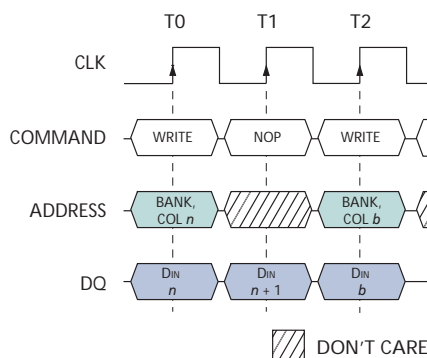 T0 T1 T2
CLK
COMMAND WRITE NOP WRITE
BANK, BANK,
ADDRESS COL n COL b
DIN DIN DIN
DQ n n + 1 b
DON'T CARE